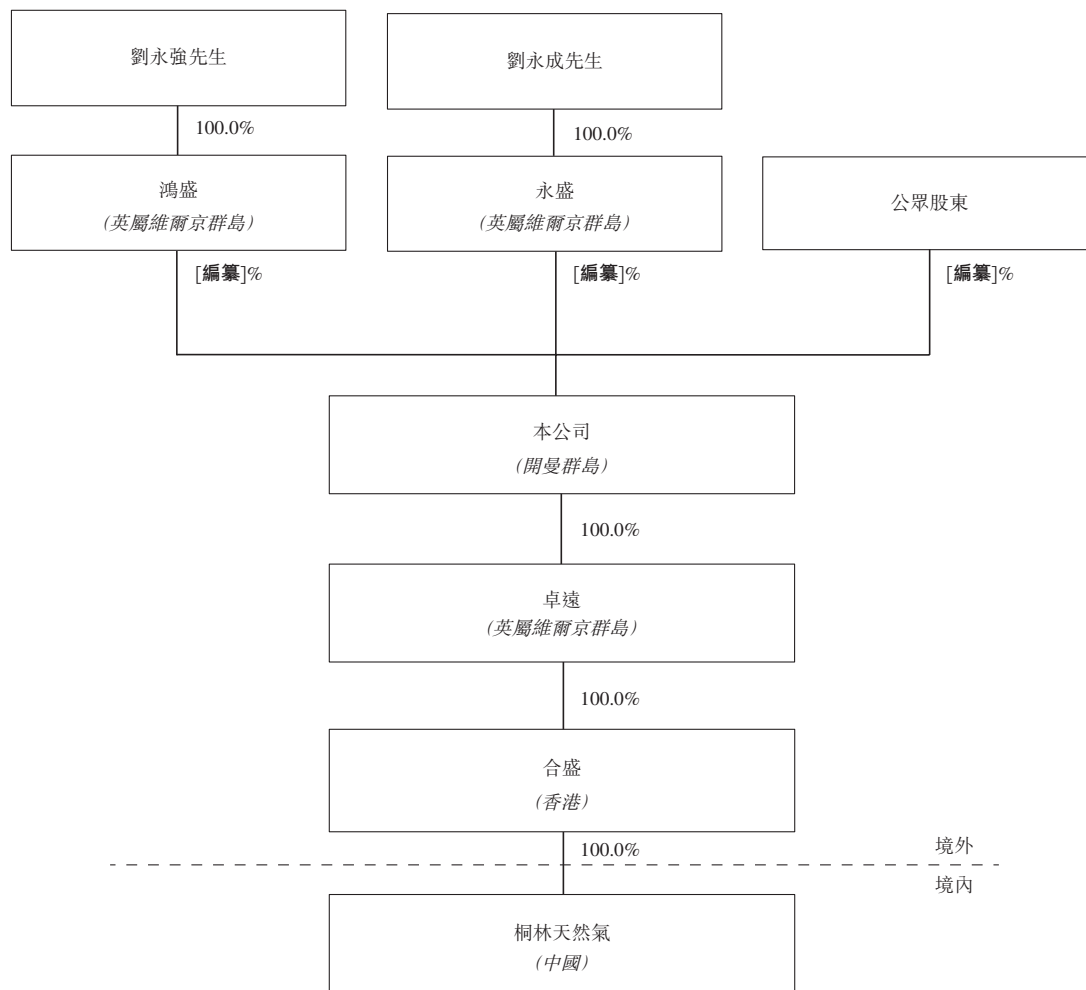 劉永強先生
劉永成先生
100.0%
100.0%
鴻盛
(英屬維爾京群島)
永盛
(英屬維爾京群島)
公眾股東
[編纂]%
[編纂]%
[編纂]%
本公司
(開曼群島)
100.0%
卓遠
(英屬維爾京群島)
100.0%
合盛
(香港)
100.0%
境外
境內
桐林天然氣
(中國)